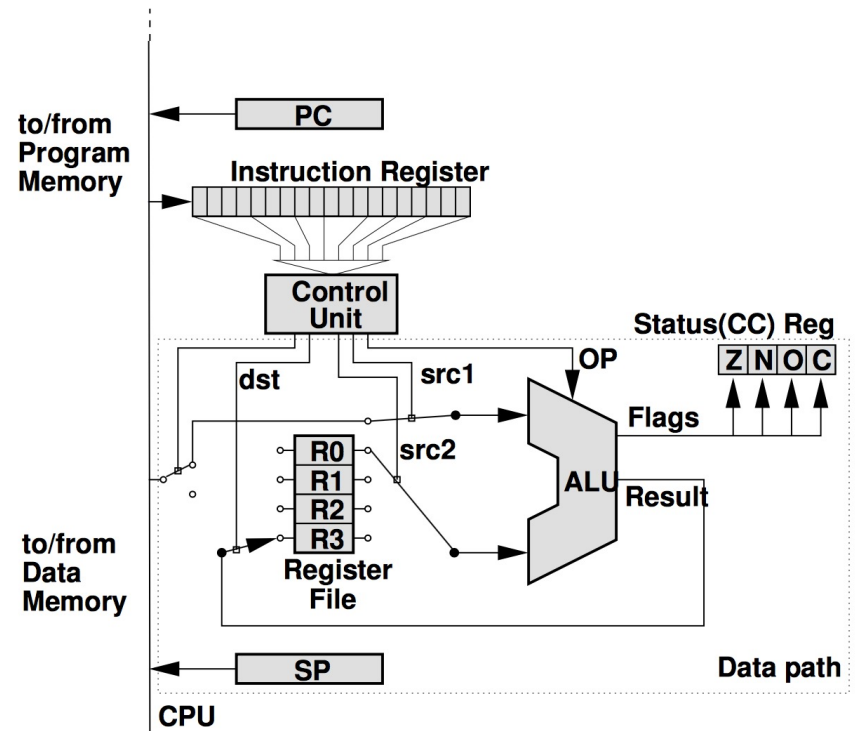 PC
to/from
Program
Memory
Instruction Register
Control
Unit
Status(CC) Reg
Z N O C
dst
src1
OP
Flags
src2
R0
R1
R2
R3
ALU
Result
Register
File
to/from
Data
Memory
SP
Data path
CPU